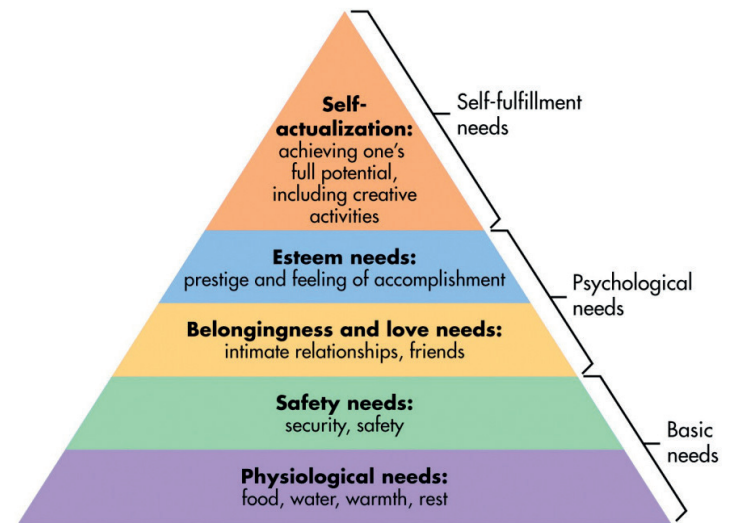 Self-
actualization:
achieving one's
full potential,
including creative
activities
Self-fulfillment
needs
Esteem needs:
prestige and feeling of accomplishment
Psychological
needs
Belongingness and love needs:
intimate relationships, friends
Safety needs:
security, safety
Basic
needs
Physiological needs:
food, water, warmth, rest